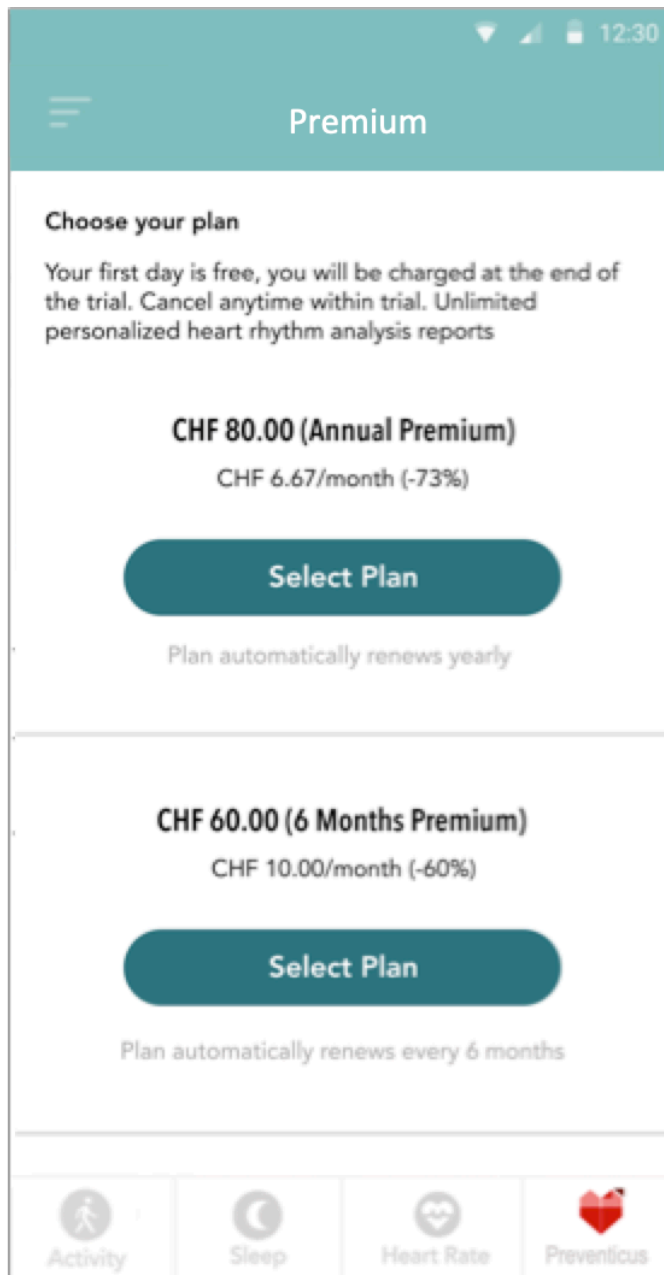 12:30
Premium
Choose your plan
Your first day is free, you will be charged at the end of
the trial. Cancel anytime within trial. Unlimited
personalized heart rhythm analysis reports
CHF 80.00 (Annual Premium)
CHF 6.67/month (-73%)
Select Plan
Plan automatically renews yearly
CHF 60.00 (6 Months Premium)
CHF 10.00/month (-60%)
Select Plan
Plan automatically renews every 6 months
Activity Sleep Heart Rate Preventicus